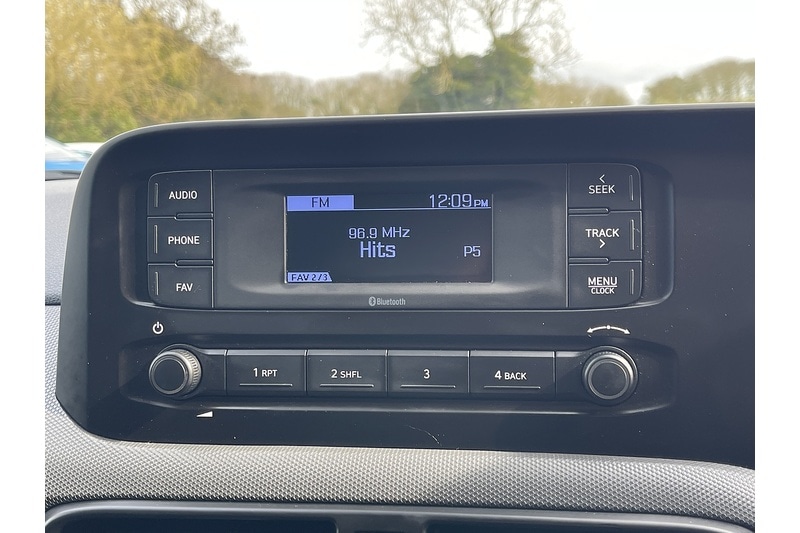 AUDIO
PHONE
FAV
FM 12:09PM
96.9 MHz
Hits P5
FAV 2/3
Bluetooth
< SEEK
TRACK >
MENU
CLOCK
1 RPT
2 SHFL
3
4 BACK